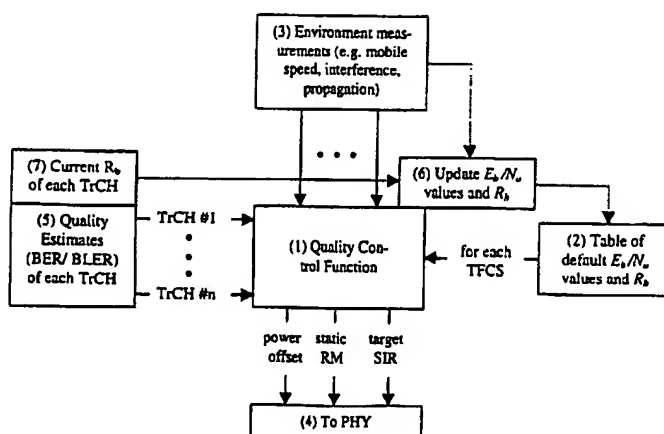 (3) Environment mea-
surements (e.g. mobile
speed, interference,
propagation)
(7) Current R_b
of each TrCH
(6) Update E_b/N_o
values and R_b
(5) Quality
Estimates
(BER/ BLER)
of each TrCH
TrCH #1
TrCH #n
(1) Quality Con-
trol Function
for each
TFCS
(2) Table of
default E_b/N_o
values and R_b
power
offset
static
RM
target
SIR
(4) To PHY